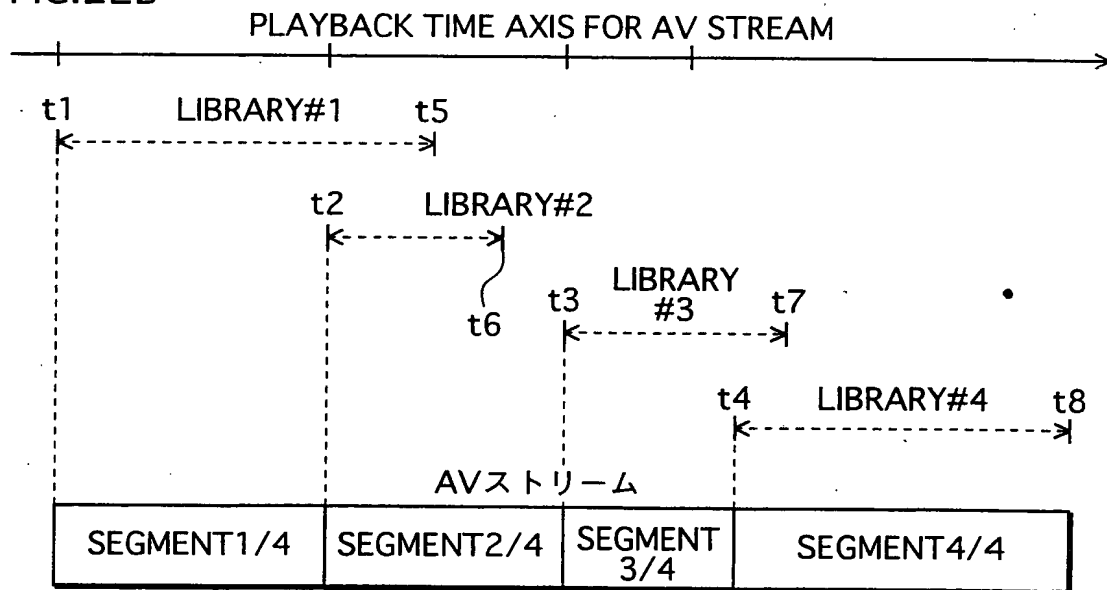 PLAYBACK TIME AXIS FOR AV STREAM
t1 LIBRARY#1 t5
t2 LIBRARY#2
t6
t3 LIBRARY
#3 t7
t4 LIBRARY#4 t8
AVストリーム
SEGMENT1/4 SEGMENT2/4 SEGMENT
3/4 SEGMENT4/4